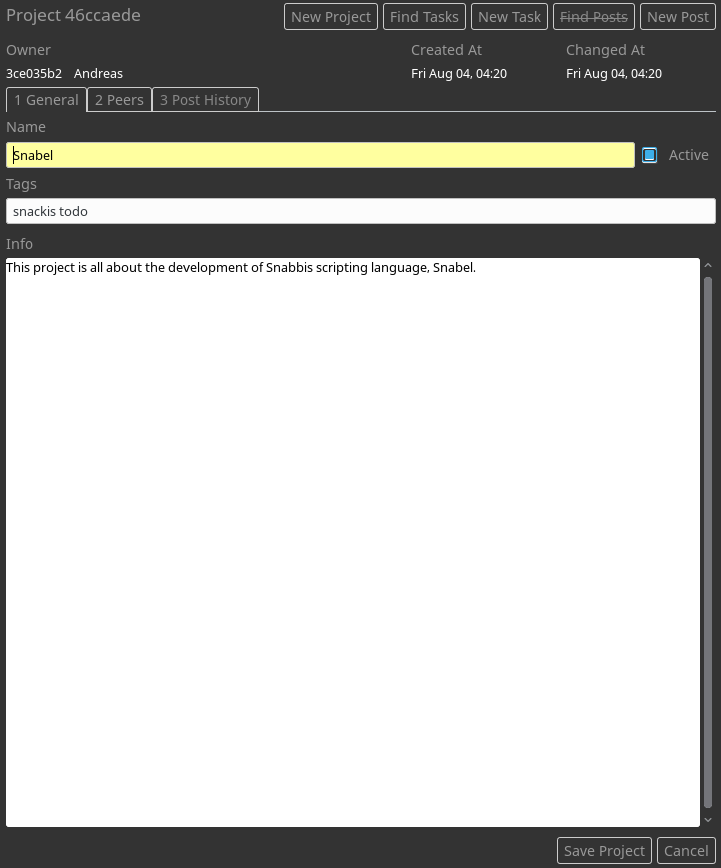 Project 46ccaede New Project Find Tasks New Task Find Posts New Post
Owner Created At Changed At
3ce035b2 Andreas Fri Aug 04, 04:20 Fri Aug 04, 04:20
1 General 2 Peers 3 Post History
Name
Snabel Active
Tags
snackis todo
Info
This project is all about the development of Snabbis scripting language, Snabel.
Save Project Cancel